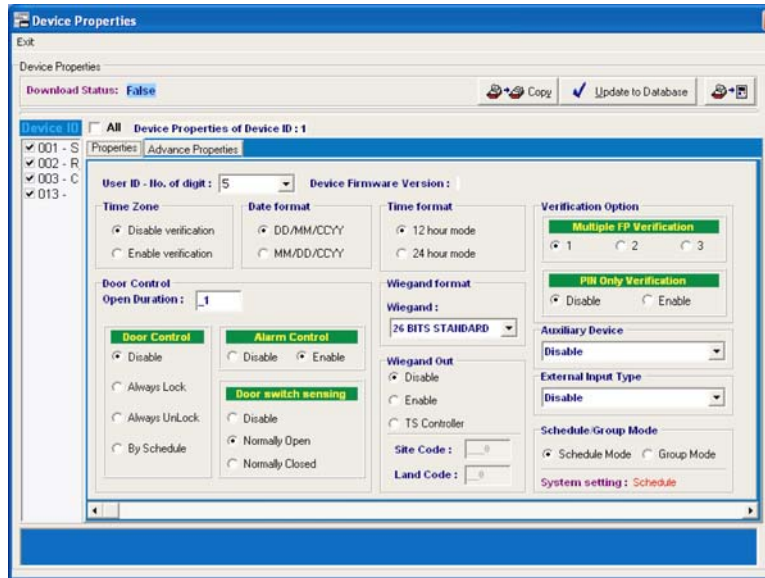 Device Properties
Exit
Device Properties
Download Status: False
Copy
Update to Database
Device ID
All Device Properties of Device ID : 1
001 - S
002 - R
003 - C
013 -
Properties Advance Properties
User ID - No. of digit : 5 Device Firmware Version :
Time Zone
Disable verification
Enable verification
Date format
DD/MM/CCYY
MM/DD/CCYY
Time format
12 hour mode
24 hour mode
Verification Option
Multiple FP Verification
1 2 3
PIN Only Verification
Disable Enable
Door Control
Open Duration : _1
Door Control
Disable
Always Lock
Always UnLock
By Schedule
Alarm Control
Disable Enable
Door switch sensing
Disable
Normally Open
Normally Closed
Wiegand format
Wiegand :
26 BITS STANDARD
Wiegand Out
Disable
Enable
TS Controller
Site Code : __0
Land Code : __0
Auxiliary Device
Disable
External Input Type
Disable
Schedule/Group Mode
Schedule Mode Group Mode
System setting : Schedule